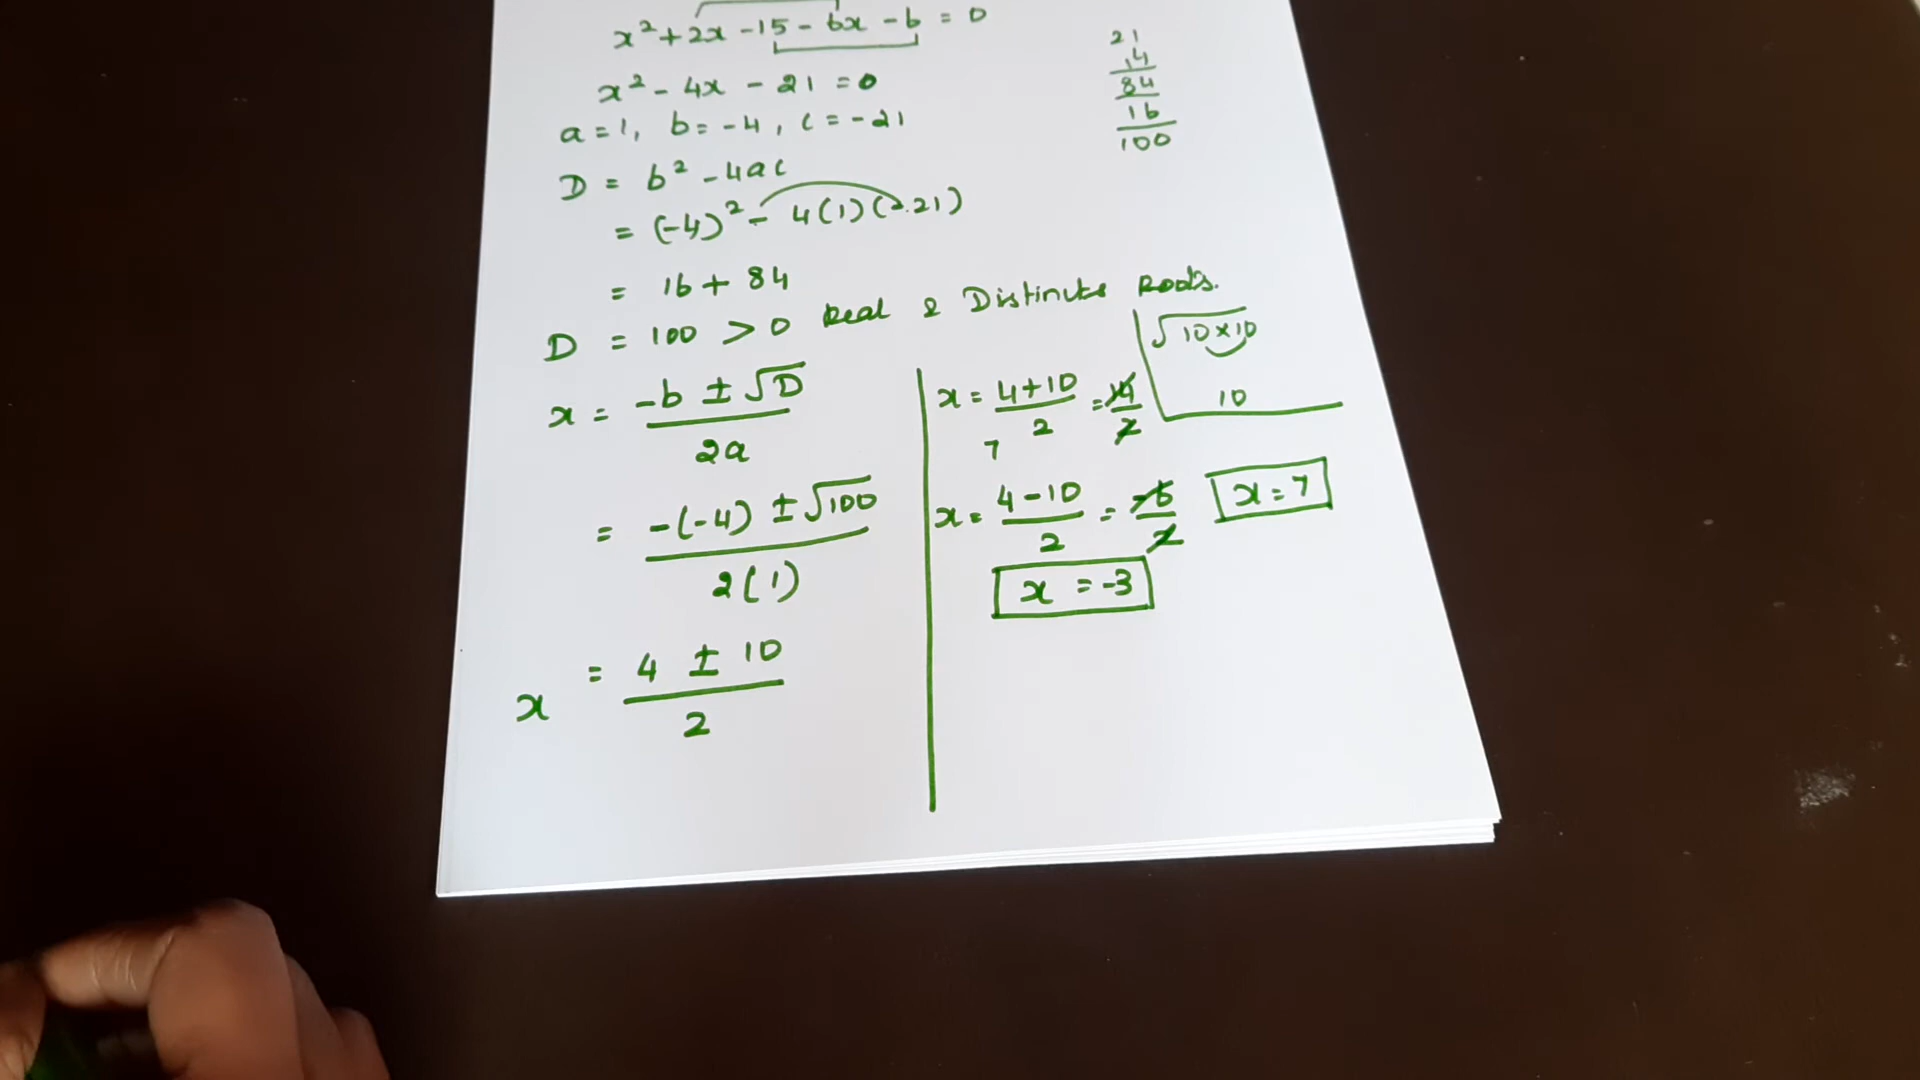 x² + 2x - 15 - 6x - 6 = 0
x² - 4x - 21 = 0
a = 1, b = -4, c = -21
D = b² - 4ac
= (-4)² - 4(1)(-21)
= 16 + 84
D = 100 > 0 Real & Distincts Roots.
x = -b ± √D / 2a
= -(-4) ± √100 / 2(1)
x = 4 ± 10 / 2
21
4
84
16
100
√10×10
10
x = 4+10 / 2 = 14 / 2
7
x = 7
x = 4-10 / 2 = -6 / 2
x = -3